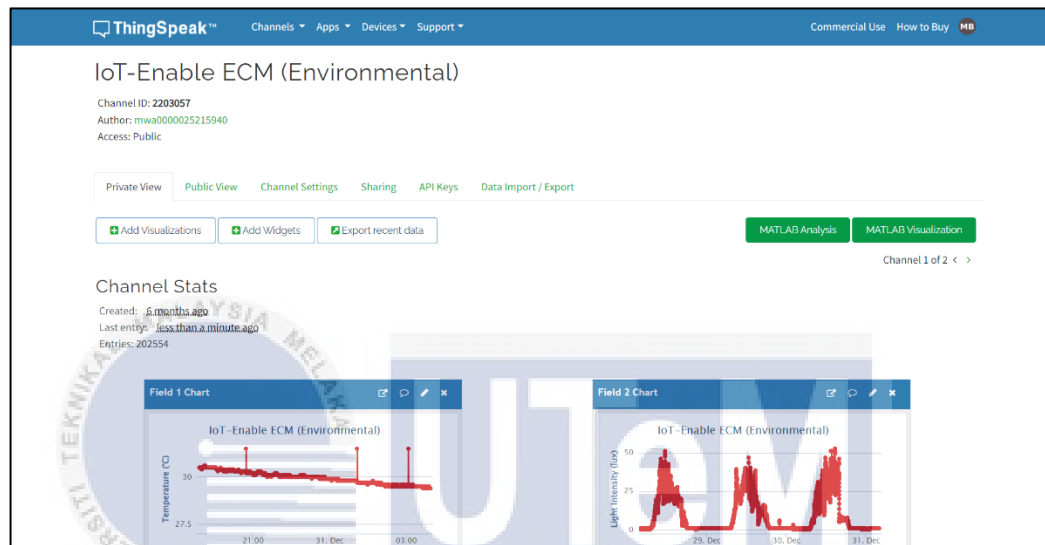 ThingSpeak™ Channels Apps Devices Support Commercial Use How to Buy MB
IoT-Enable ECM (Environmental)
Channel ID: 2203057
Author: mwa0000025215940
Access: Public
Private View Public View Channel Settings Sharing API Keys Data Import / Export
Add Visualizations Add Widgets Export recent data MATLAB Analysis MATLAB Visualization
Channel 1 of 2 < >
Channel Stats
Created: 6 months ago
Last entry: less than a minute ago
Entries: 202554
Field 1 Chart
IoT-Enable ECM (Environmental)
Temperature (°C)
30
27.5
21:00 31. Dec 03:00
Field 2 Chart
IoT-Enable ECM (Environmental)
Light Intensity (lux)
50
25
0
29. Dec 30. Dec 31. Dec
RSITI TEKNIKAL MALAYSIA MELAKA
UTeM